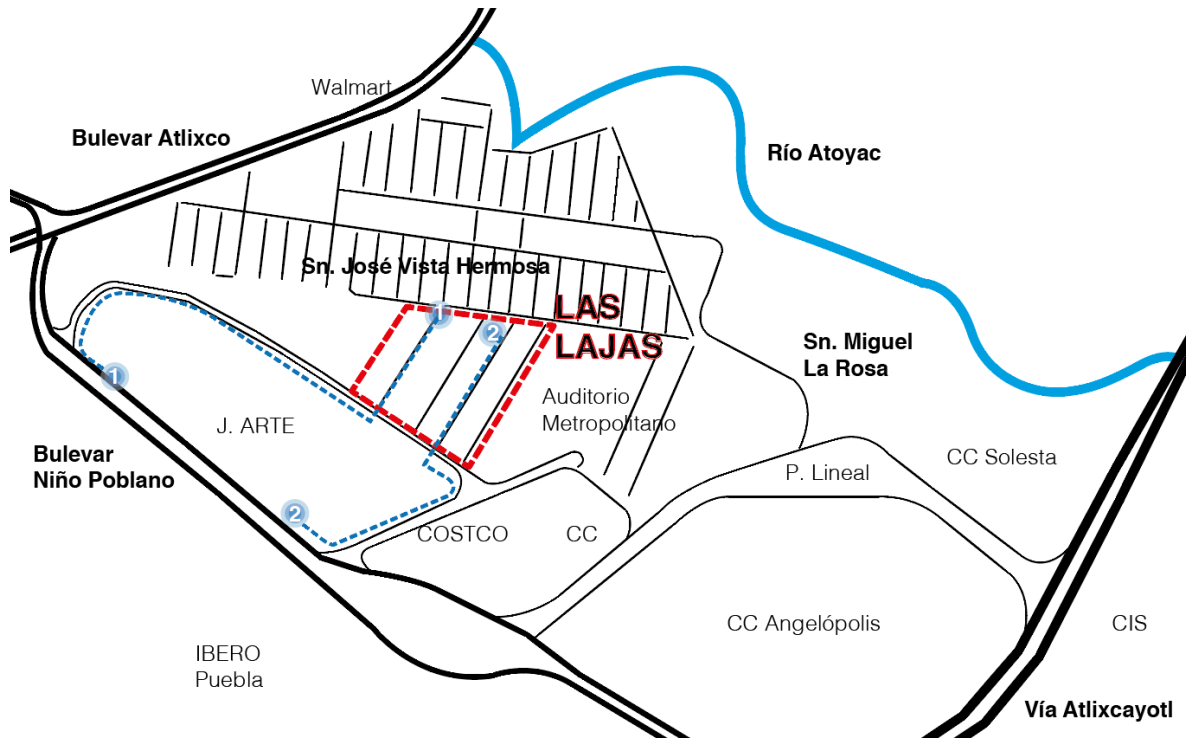 Walmart
Bulevar Atlixco
Río Atoyac
Sn. José Vista Hermosa
LAS
LAJAS
1
2
Sn. Miguel
La Rosa
1
Auditorio
Metropolitano
J. ARTE
Bulevar
Niño Poblano
CC Solesta
P. Lineal
2
COSTCO
CC
CC Angelópolis
CIS
IBERO
Puebla
Vía Atlixcayotl